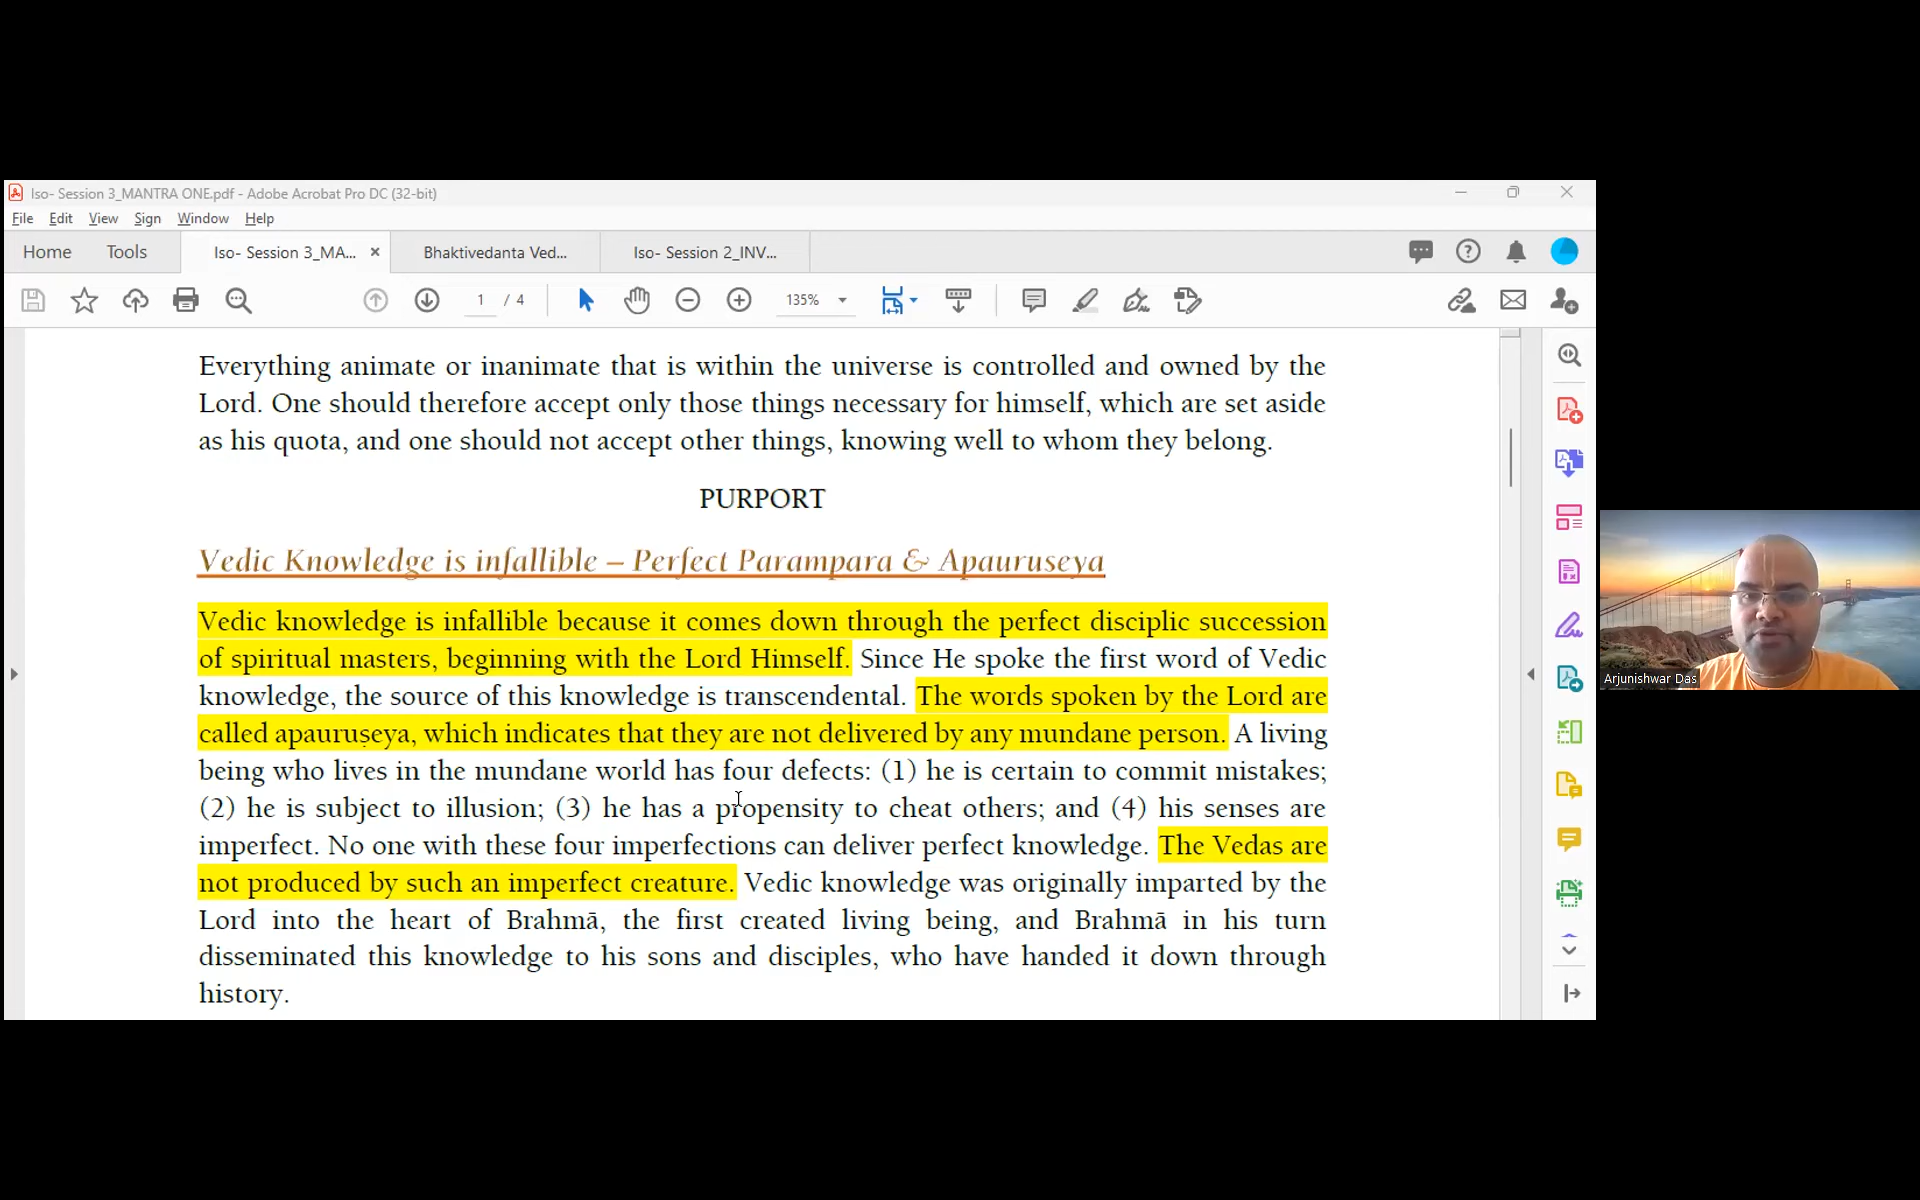 Iso- Session 3_MANTRA ONE.pdf - Adobe Acrobat Pro DC (32-bit)
File Edit View Sign Window Help
Home Tools Iso- Session 3_MA... × Bhaktivedanta Ved... Iso- Session 2_INV...
1 / 4 135%
Everything animate or inanimate that is within the universe is controlled and owned by the
Lord. One should therefore accept only those things necessary for himself, which are set aside
as his quota, and one should not accept other things, knowing well to whom they belong.
PURPORT
Vedic Knowledge is infallible – Perfect Parampara & Apauruseya
Vedic knowledge is infallible because it comes down through the perfect disciplic succession
of spiritual masters, beginning with the Lord Himself. Since He spoke the first word of Vedic
knowledge, the source of this knowledge is transcendental. The words spoken by the Lord are
called apauruṣeya, which indicates that they are not delivered by any mundane person. A living
being who lives in the mundane world has four defects: (1) he is certain to commit mistakes;
(2) he is subject to illusion; (3) he has a propensity to cheat others; and (4) his senses are
imperfect. No one with these four imperfections can deliver perfect knowledge. The Vedas are
not produced by such an imperfect creature. Vedic knowledge was originally imparted by the
Lord into the heart of Brahmā, the first created living being, and Brahmā in his turn
disseminated this knowledge to his sons and disciples, who have handed it down through
history.
Arjunishwar Das